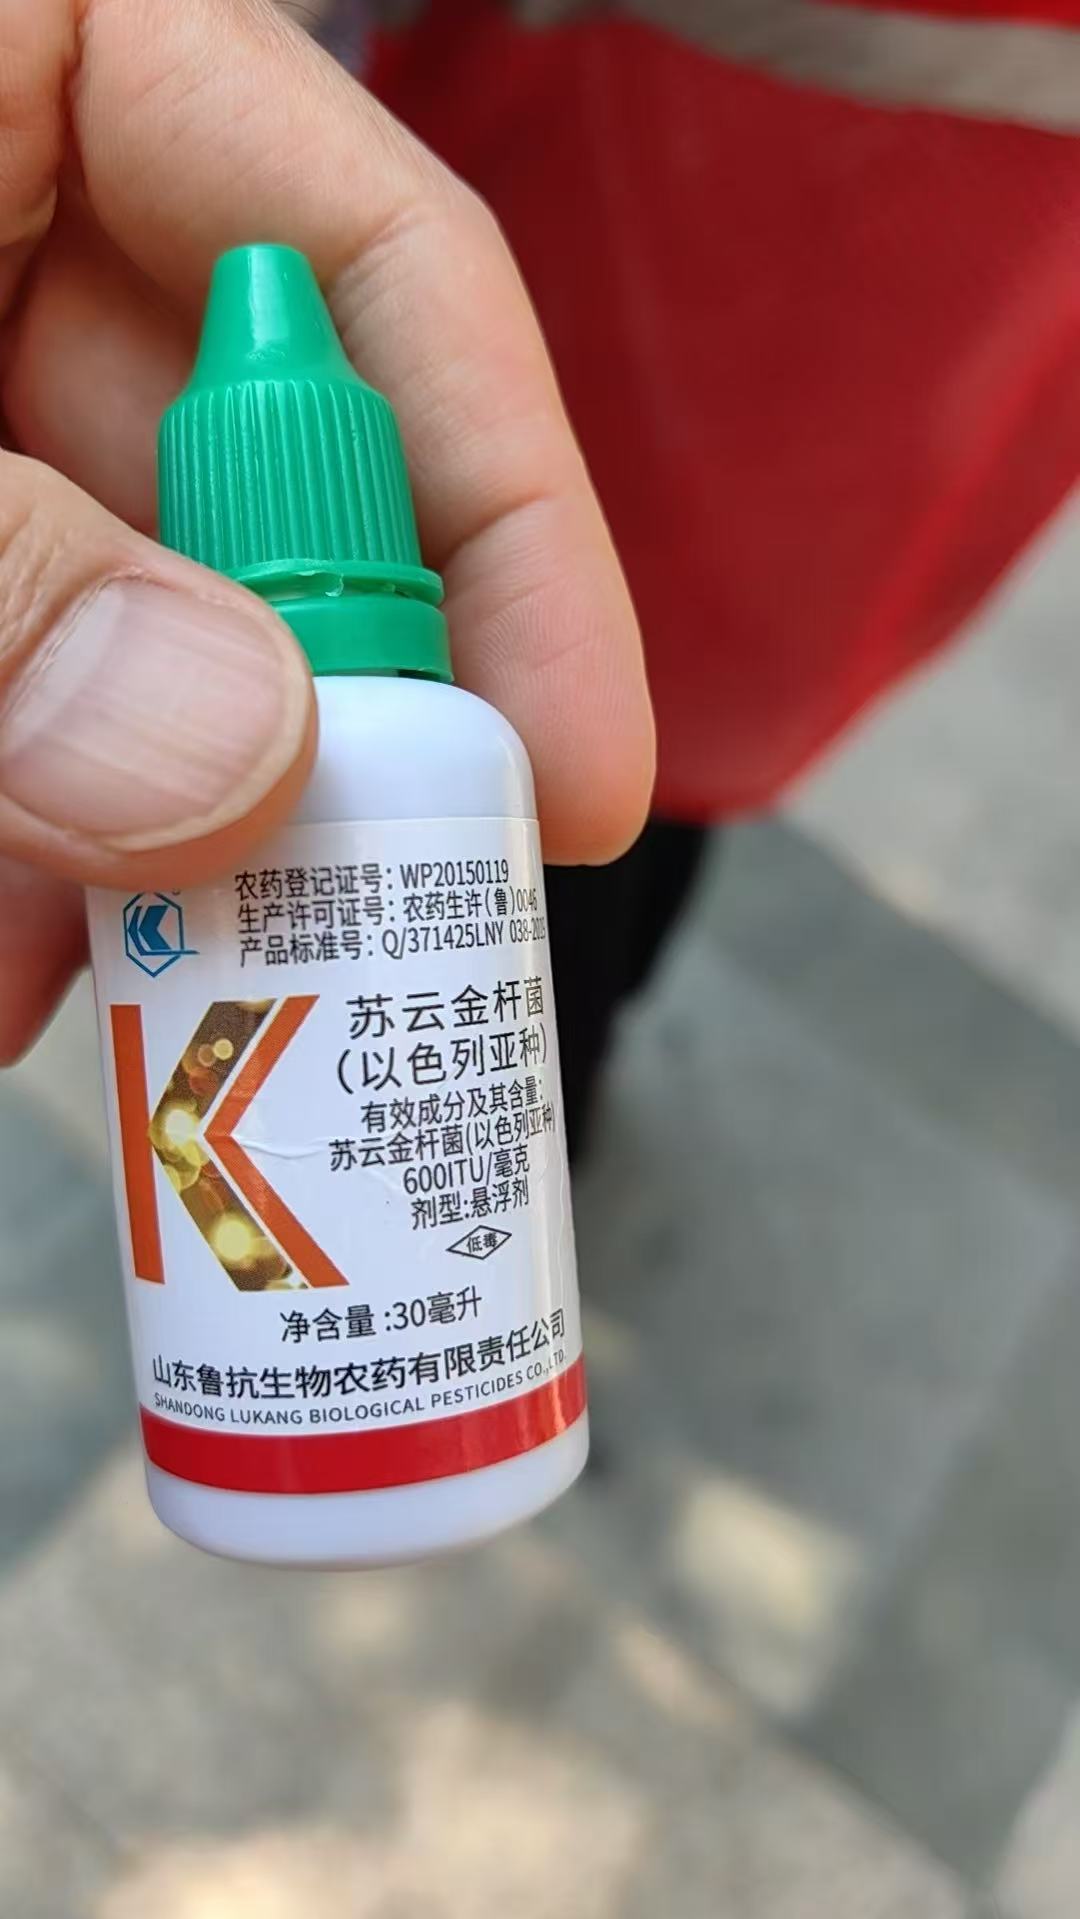 农药登记证号：WP20150119
生产许可证号：农药生许（鲁）0046
产品标准号：Q/371425LNY 038-2019
苏云金杆菌
（以色列亚种）
有效成分及其含量：
苏云金杆菌(以色列亚种)
600ITU/毫克
剂型:悬浮剂
低毒
净含量:30毫升
山东鲁抗生物农药有限责任公司
SHANDONG LUKANG BIOLOGICAL PESTICIDES CO.,LTD.